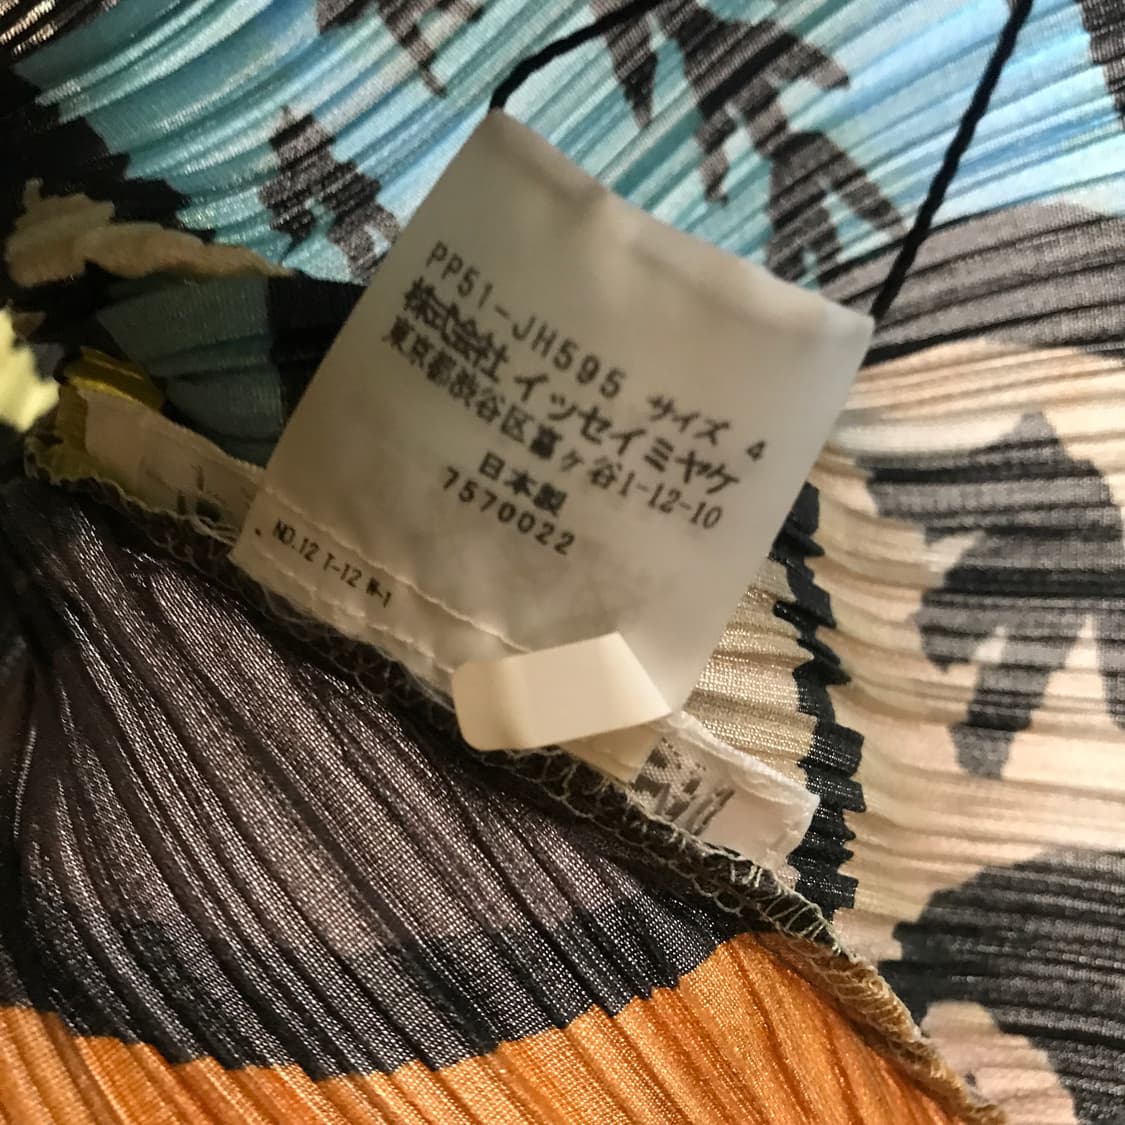 PP51-JH595 サイズ 4
株式会社 イッセイミヤケ
東京都渋谷区富ヶ谷1-12-10
日本製
7570022
NO.12 T-12 W-1